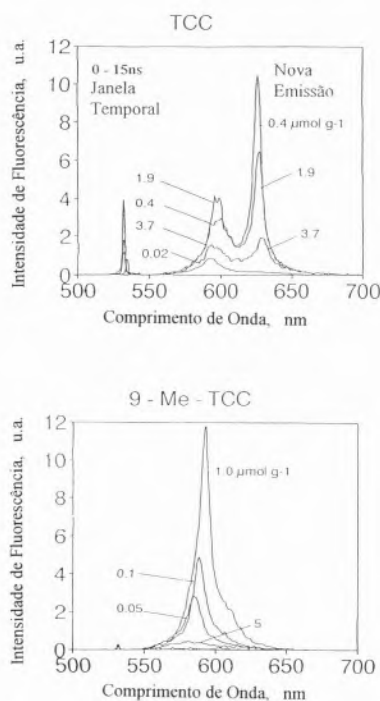 TCC
Intensidade de Fluorescência, u.a.
12
10
8
6
4
2
0
0 - 15ns
Janela
Temporal
Nova
Emissão
0.4 µmol g-1
1.9
1.9
0.4
3.7
3.7
0.02
500 550 600 650 700
Comprimento de Onda, nm
9 - Me - TCC
Intensidade de Fluorescência, u.a.
12
10
8
6
4
2
0
1.0 µmol g-1
0.1
0.05
5
500 550 600 650 700
Comprimento de Onda, nm